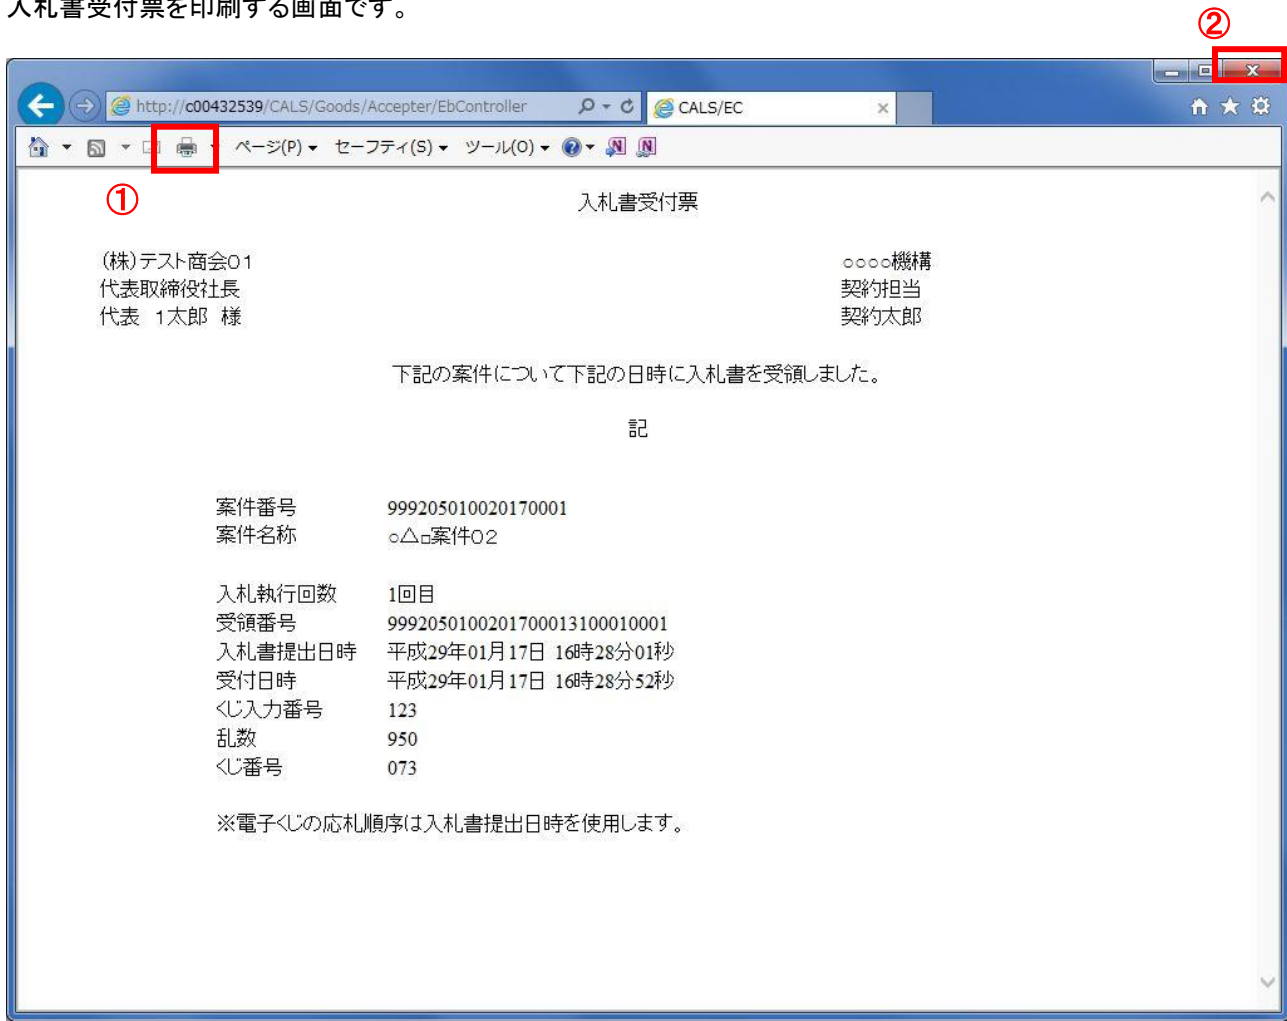 入札書受付票を印刷する画面です。
②
http://c00432539/CALS/Goods/Accepter/EbController
CALS/EC
ページ(P) セーフティ(S) ツール(O)
①
入札書受付票
(株)テスト商会01
○○○○機構
代表取締役社長
契約担当
代表 1太郎 様
契約太郎
下記の案件について下記の日時に入札書を受領しました。
記
案件番号 999205010020170001
案件名称 ○△□案件02
入札執行回数 1回目
受領番号 9992050100201700013100010001
入札書提出日時 平成29年01月17日 16時28分01秒
受付日時 平成29年01月17日 16時28分52秒
くじ入力番号 123
乱数 950
くじ番号 073
※電子くじの応札順序は入札書提出日時を使用します。